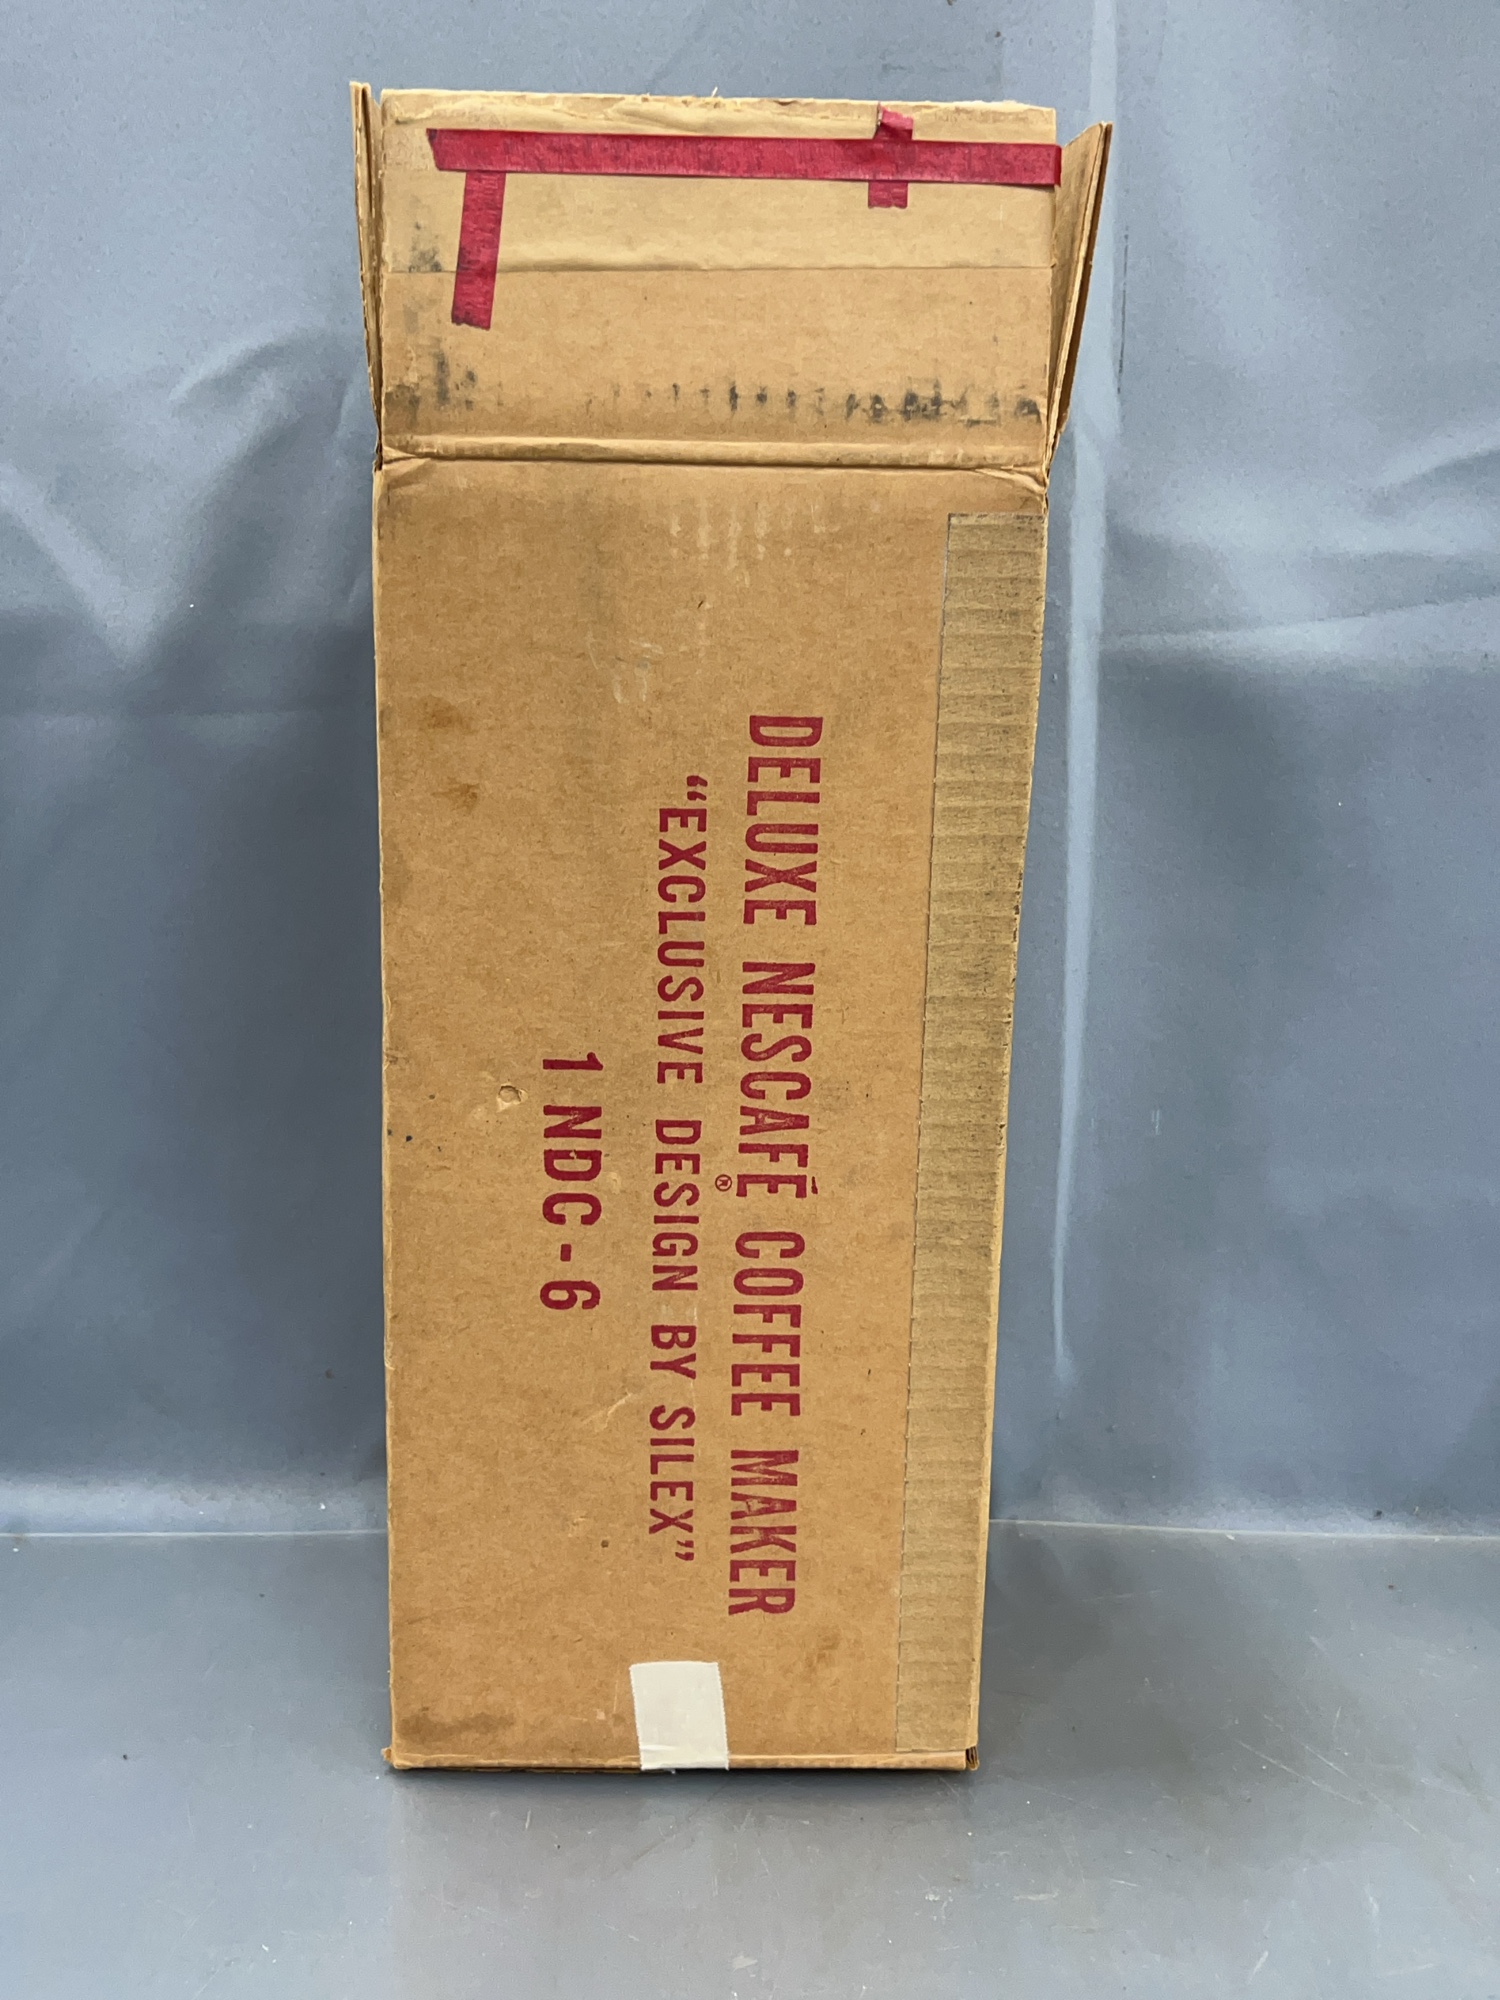 DELUXE NESCAFÉ® COFFEE MAKER
“EXCLUSIVE DESIGN BY SILEX”
1 NDC - 6